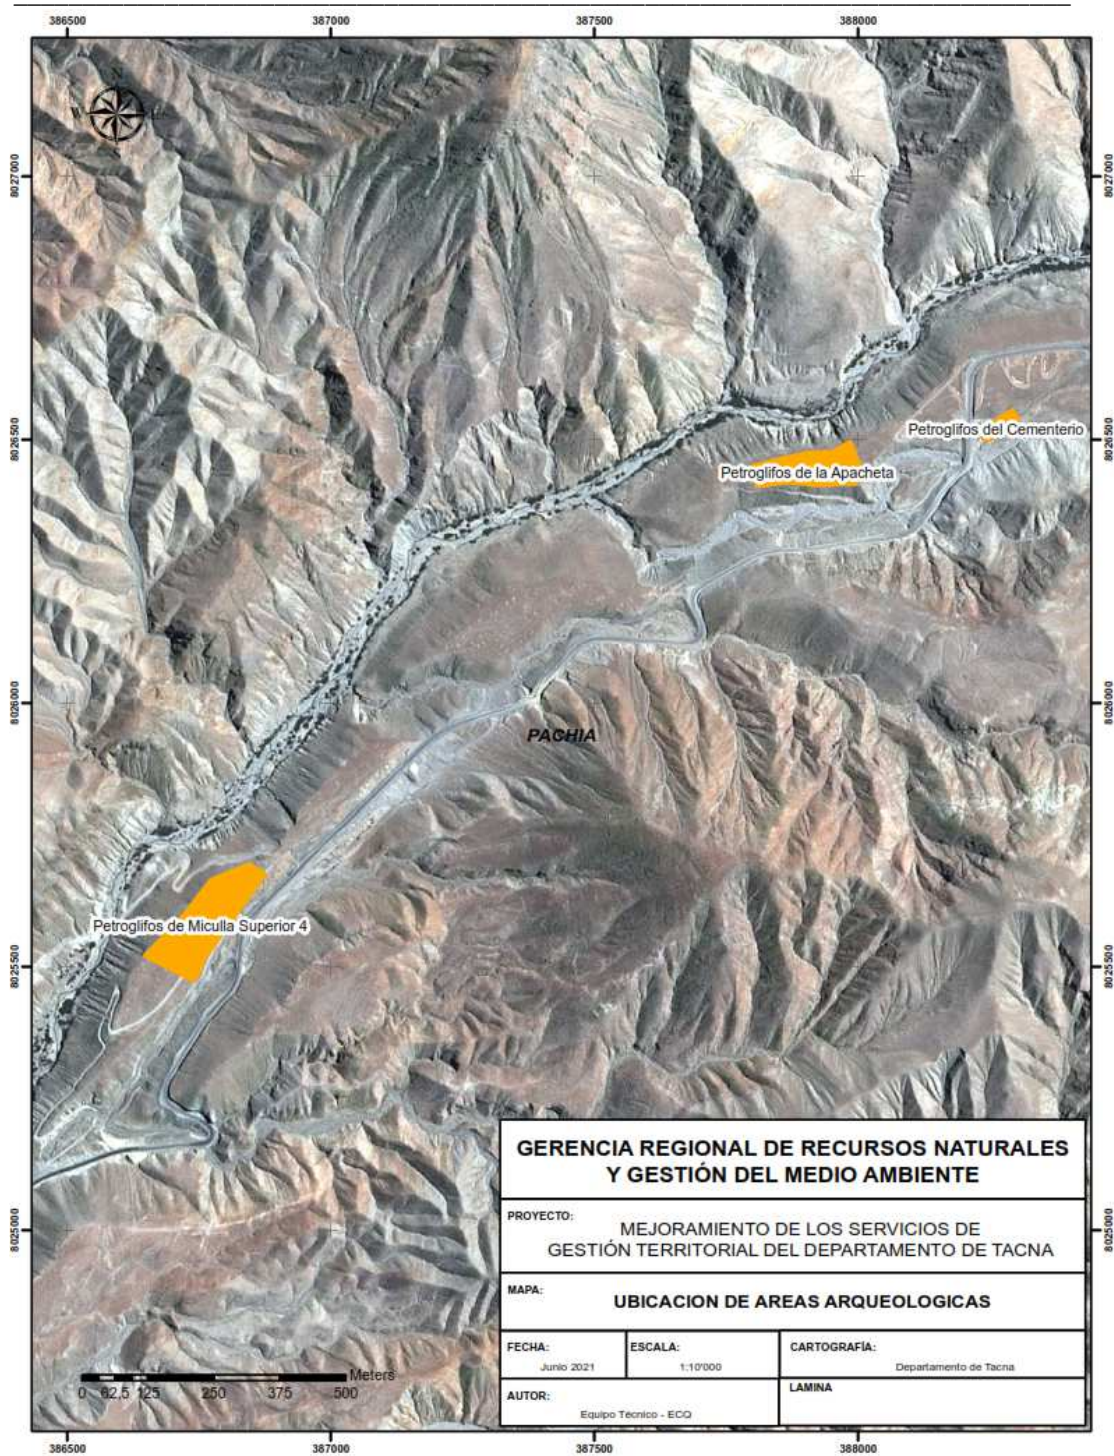 386500 387000 387500 388000
8027000 8027000
8026500 8026500
Petroglifos del Cementerio
Petroglifos de la Apacheta
8026000 8026000
PACHIA
Petroglifos de Miculla Superior 4
8025500 8025500
GERENCIA REGIONAL DE RECURSOS NATURALES
Y GESTIÓN DEL MEDIO AMBIENTE
PROYECTO:
MEJORAMIENTO DE LOS SERVICIOS DE
GESTIÓN TERRITORIAL DEL DEPARTAMENTO DE TACNA
8025000 8025000
MAPA:
UBICACION DE AREAS ARQUEOLOGICAS
FECHA:
Junio 2021
ESCALA:
1:10'000
CARTOGRAFÍA:
Departamento de Tacna
AUTOR:
Equipo Técnico - ECQ
LAMINA
Meters
0 62,5 125 250 375 500
386500 387000 387500 388000